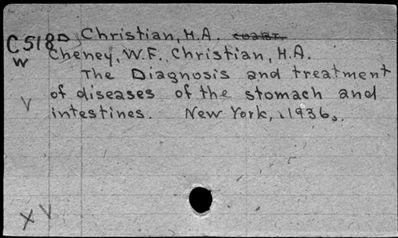 C518D Christian, H.A.
W Cheney, W.F., Christian, H.A.
The Diagnosis and treatment
V of diseases of the stomach and
intestines. New York, 1936.
X V